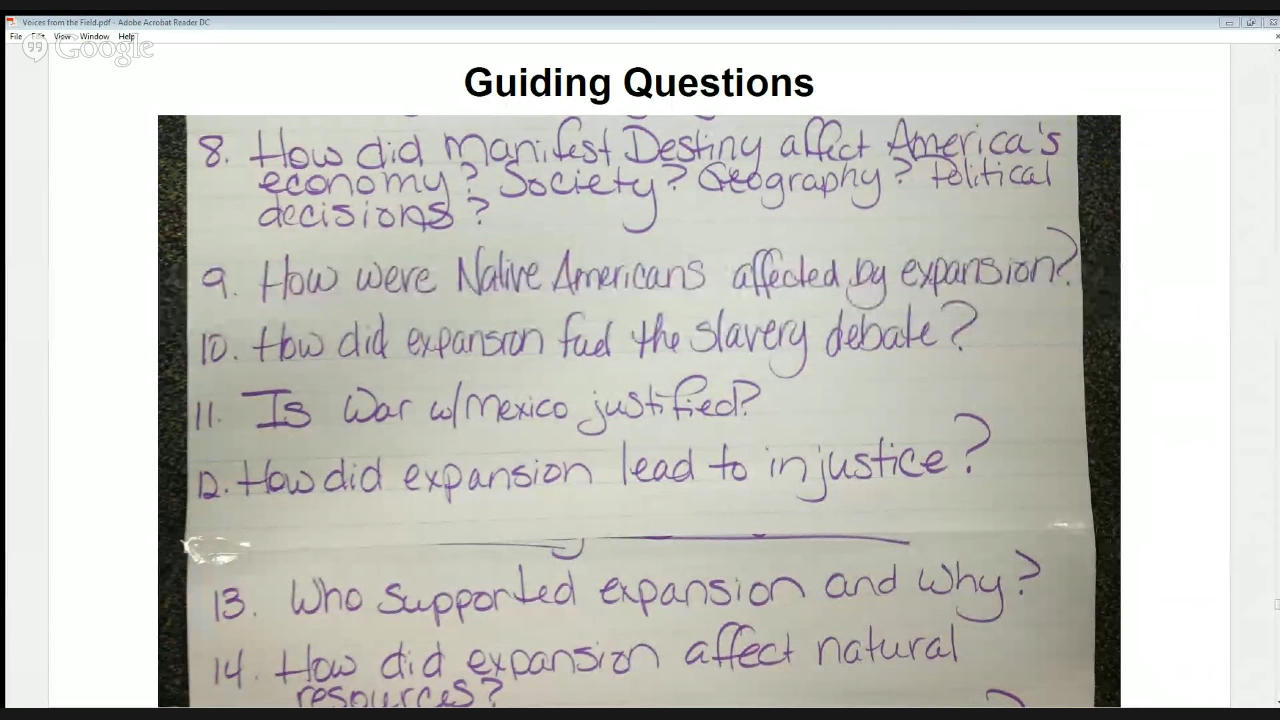 Voices from the Field.pdf - Adobe Acrobat Reader DC
File Edit View Window Help
Google
Guiding Questions
8. How did Manifest Destiny affect America's
economy? Society? Geography? Political
decisions?
9. How were Native Americans affected by expansion?
10. How did expansion fuel the slavery debate?
11. Is War w/Mexico justified?
12. How did expansion lead to injustice?
13. Who supported expansion and why?
14. How did expansion affect natural
resources?